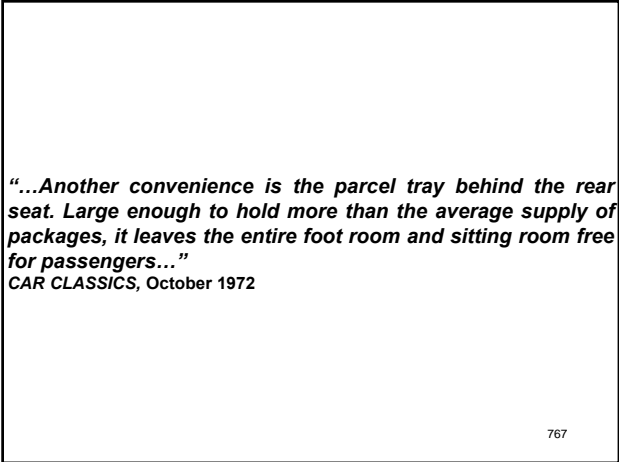 “…Another convenience is the parcel tray behind the rear
seat. Large enough to hold more than the average supply of
packages, it leaves the entire foot room and sitting room free
for passengers…”
CAR CLASSICS, October 1972
767